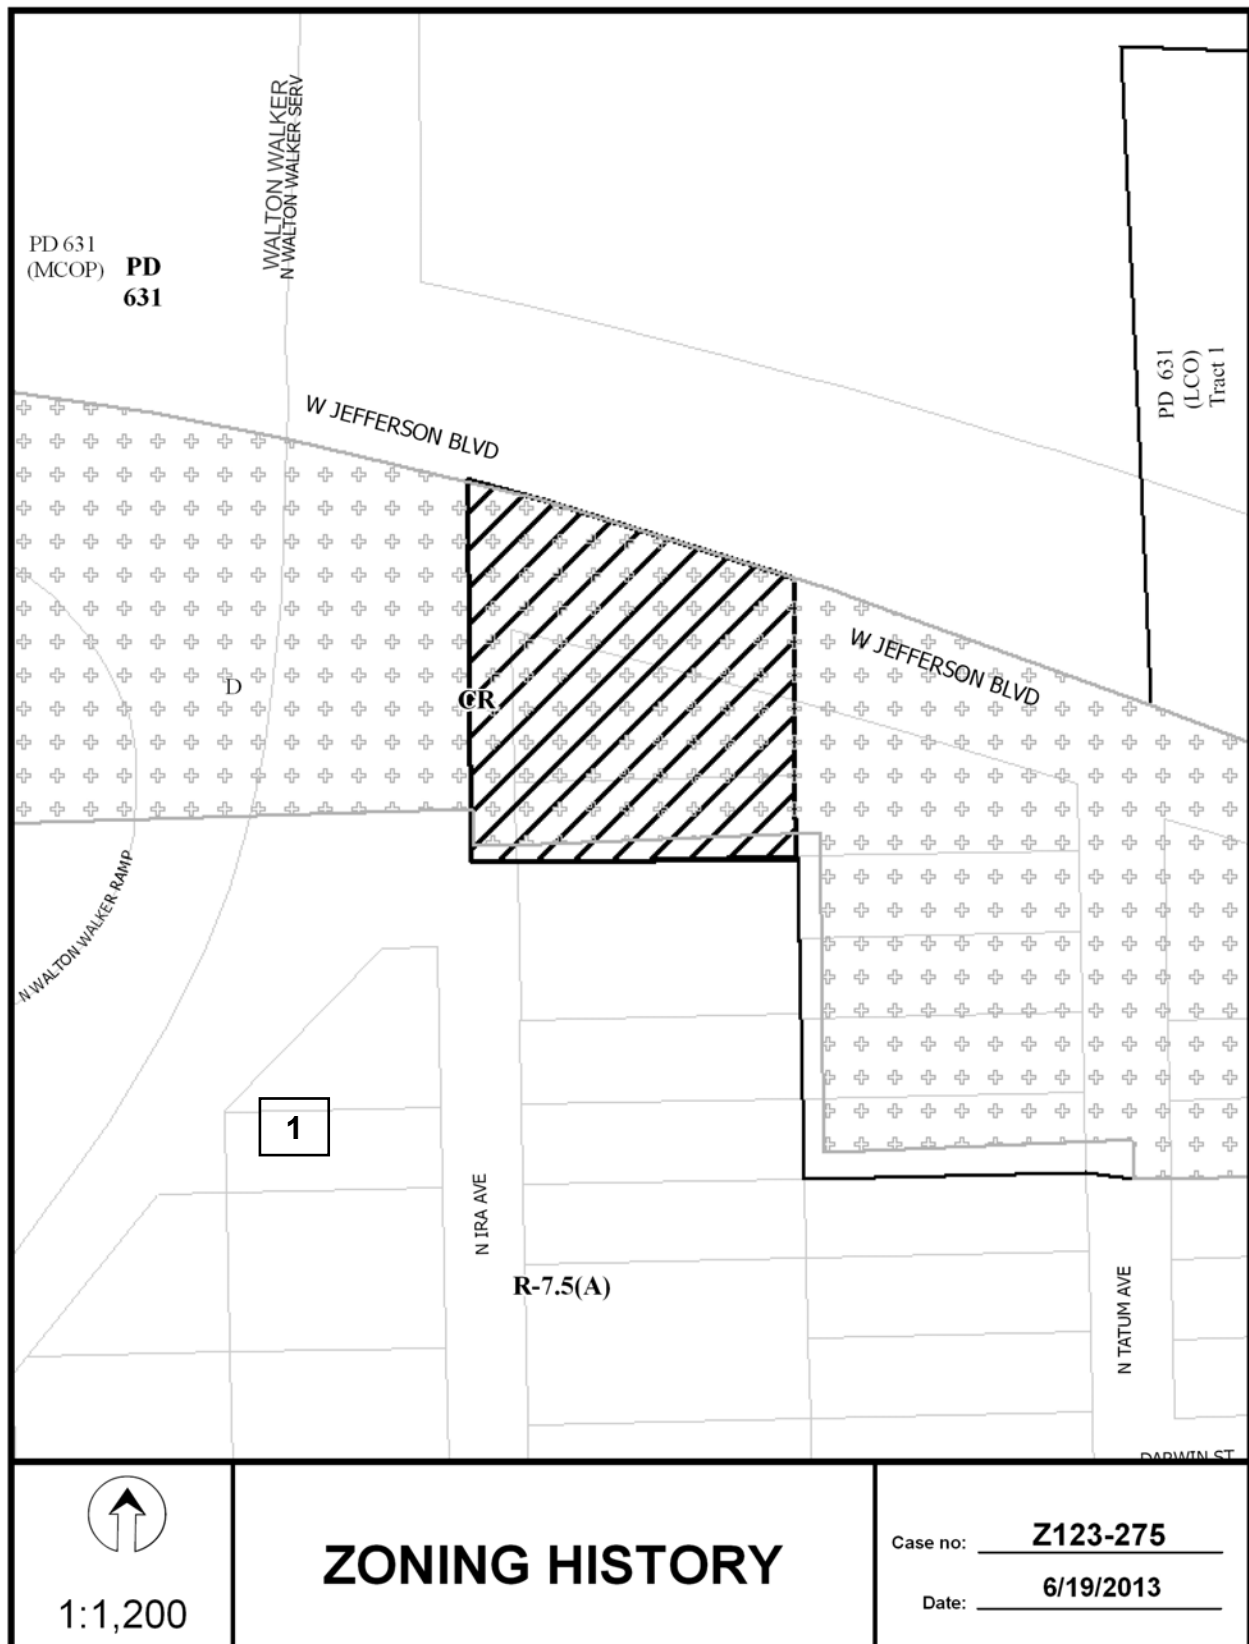 WALTON WALKER
N WALTON WALKER SERV
PD 631
(MCOP)
PD
631
PD 631
(LCO)
Tract 1
W JEFFERSON BLVD
W JEFFERSON BLVD
D
CR
N WALTON WALKER RAMP
1
N IRA AVE
R-7.5(A)
N TATUM AVE
DARWIN ST
1:1,200
ZONING HISTORY
Case no: Z123-275
Date: 6/19/2013